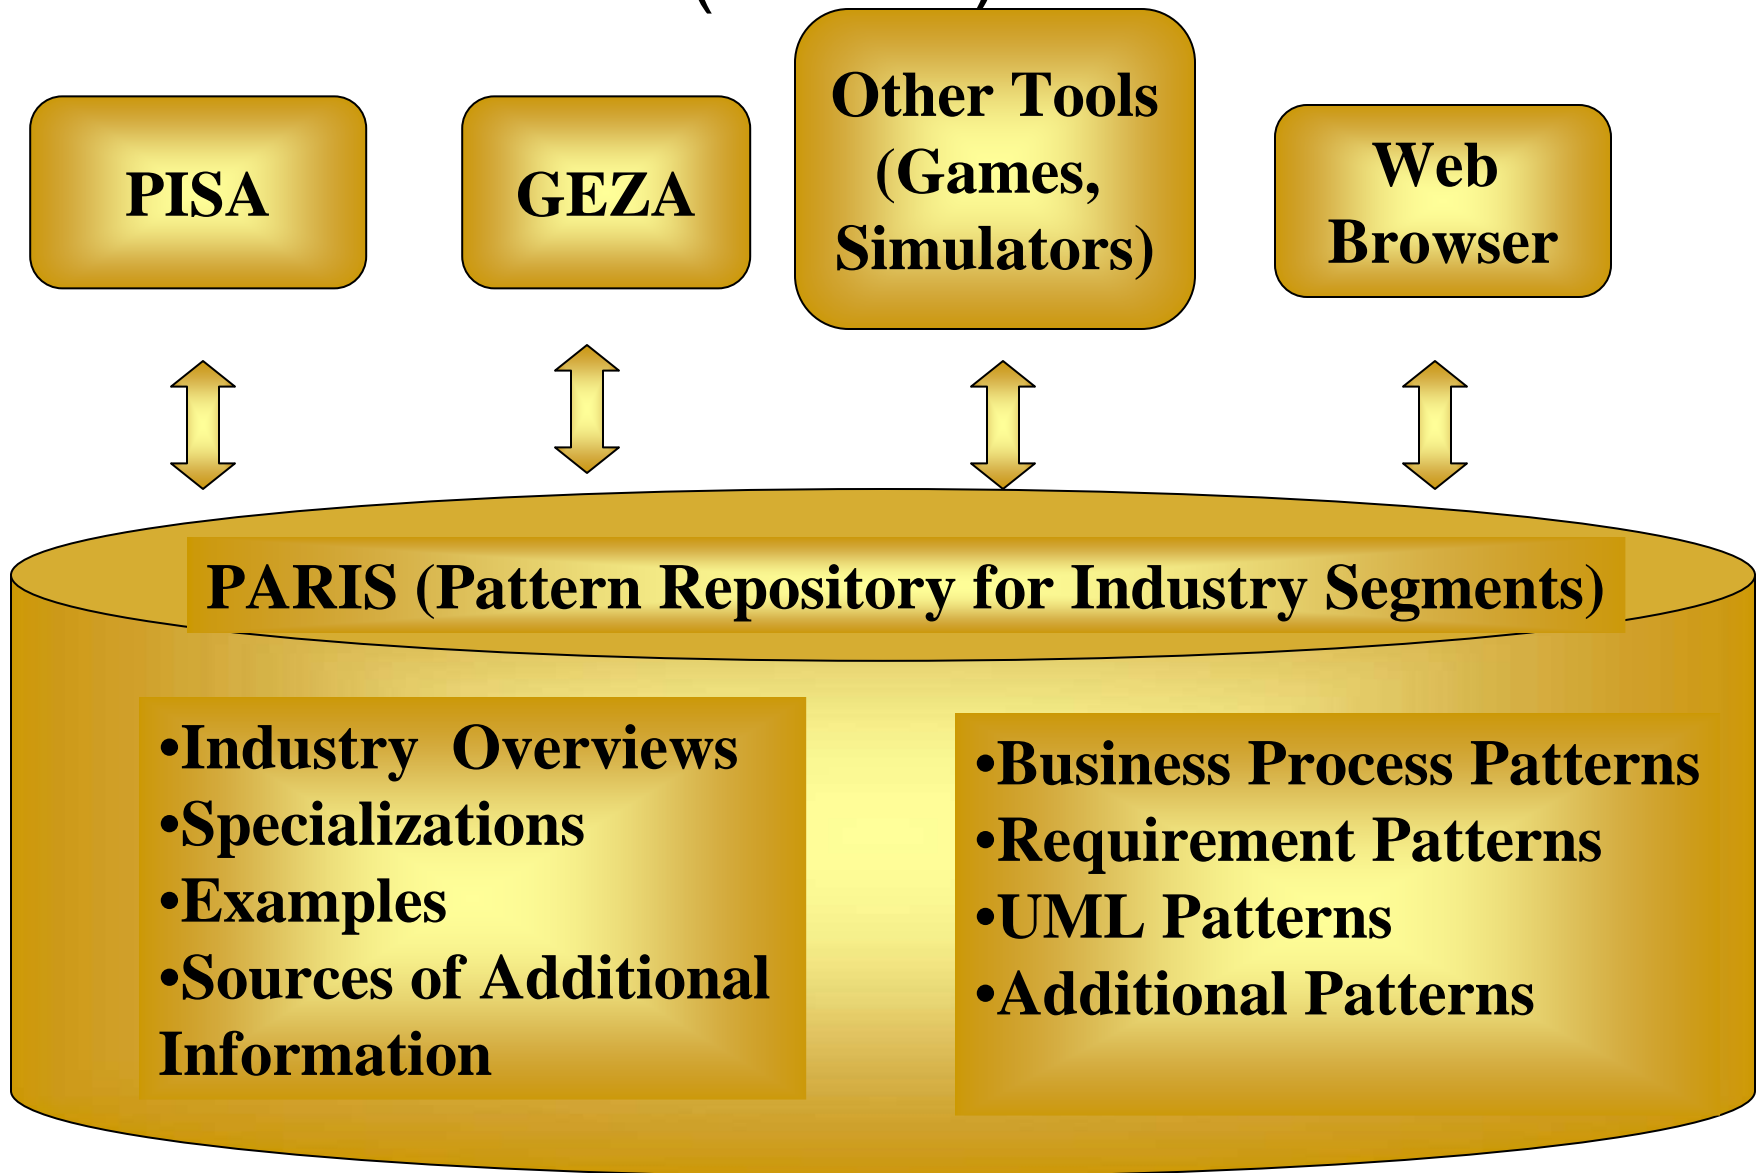 PISA
GEZA
Other Tools
(Games,
Simulators)
Web
Browser
PARIS (Pattern Repository for Industry Segments)
•Industry  Overviews
•Specializations
•Examples
•Sources of Additional
Information
•Business Process Patterns
•Requirement Patterns
•UML Patterns
•Additional Patterns